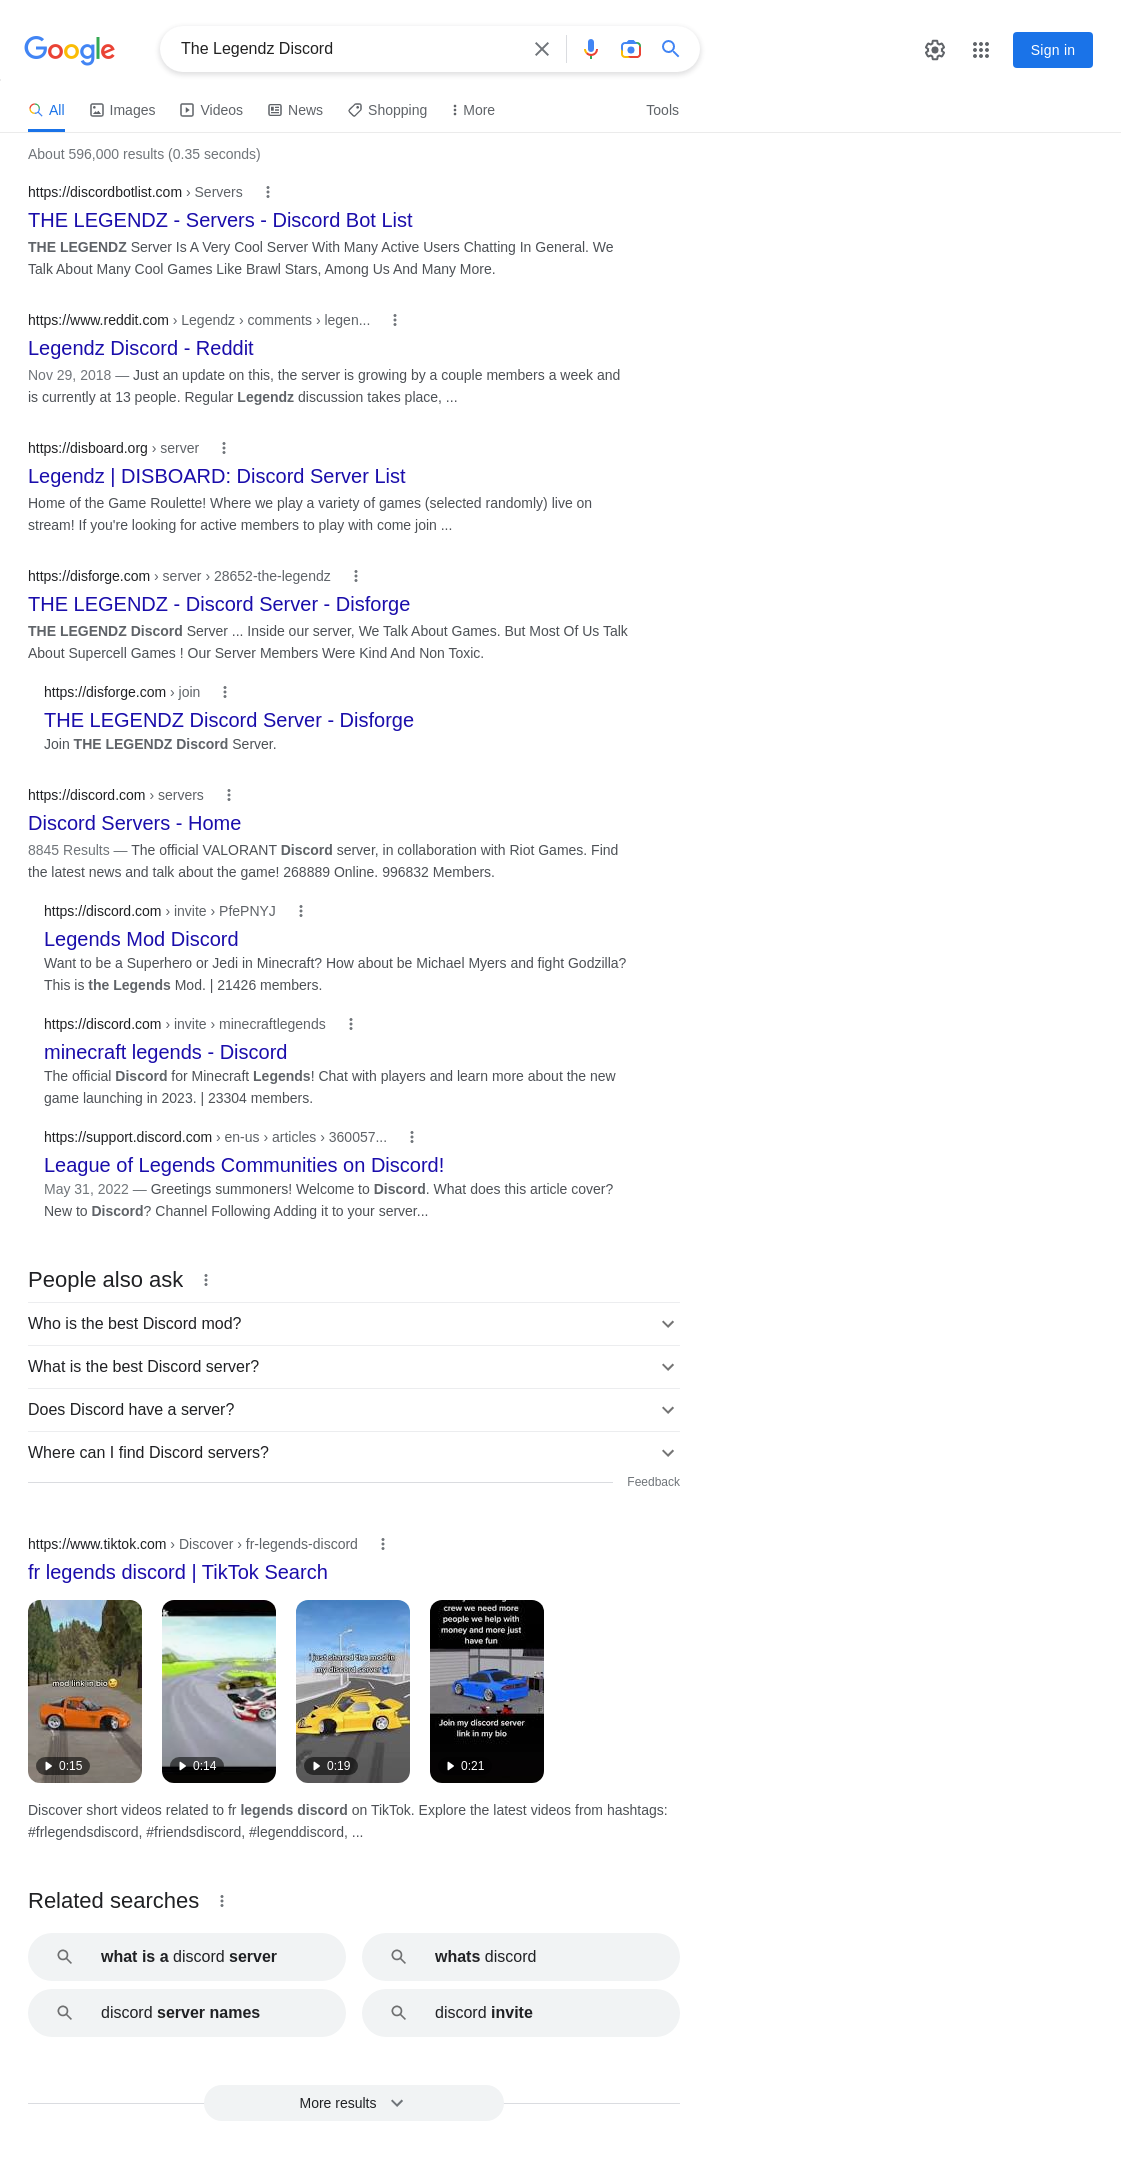 Google
The Legendz Discord
Sign in
All
Images
Videos
News
Shopping
More
Tools
About 596,000 results (0.35 seconds)
https://discordbotlist.com › Servers
THE LEGENDZ - Servers - Discord Bot List
THE LEGENDZ Server Is A Very Cool Server With Many Active Users Chatting In General. We
Talk About Many Cool Games Like Brawl Stars, Among Us And Many More.
https://www.reddit.com › Legendz › comments › legen...
Legendz Discord - Reddit
Nov 29, 2018 — Just an update on this, the server is growing by a couple members a week and
is currently at 13 people. Regular Legendz discussion takes place, ...
https://disboard.org › server
Legendz | DISBOARD: Discord Server List
Home of the Game Roulette! Where we play a variety of games (selected randomly) live on
stream! If you're looking for active members to play with come join ...
https://disforge.com › server › 28652-the-legendz
THE LEGENDZ - Discord Server - Disforge
THE LEGENDZ Discord Server ... Inside our server, We Talk About Games. But Most Of Us Talk
About Supercell Games ! Our Server Members Were Kind And Non Toxic.
https://disforge.com › join
THE LEGENDZ Discord Server - Disforge
Join THE LEGENDZ Discord Server.
https://discord.com › servers
Discord Servers - Home
8845 Results — The official VALORANT Discord server, in collaboration with Riot Games. Find
the latest news and talk about the game! 268889 Online. 996832 Members.
https://discord.com › invite › PfePNYJ
Legends Mod Discord
Want to be a Superhero or Jedi in Minecraft? How about be Michael Myers and fight Godzilla?
This is the Legends Mod. | 21426 members.
https://discord.com › invite › minecraftlegends
minecraft legends - Discord
The official Discord for Minecraft Legends! Chat with players and learn more about the new
game launching in 2023. | 23304 members.
https://support.discord.com › en-us › articles › 360057...
League of Legends Communities on Discord!
May 31, 2022 — Greetings summoners! Welcome to Discord. What does this article cover?
New to Discord? Channel Following Adding it to your server...
People also ask
Who is the best Discord mod?
What is the best Discord server?
Does Discord have a server?
Where can I find Discord servers?
Feedback
https://www.tiktok.com › Discover › fr-legends-discord
fr legends discord | TikTok Search
mod link in bio
0:15
0:14
i just shared the mod in
my discord server
0:19
crew we need more
people we help with
money and more just
have fun
Join my discord server
link in my bio
0:21
Discover short videos related to fr legends discord on TikTok. Explore the latest videos from hashtags:
#frlegendsdiscord, #friendsdiscord, #legenddiscord, ...
Related searches
what is a discord server
whats discord
discord server names
discord invite
More results